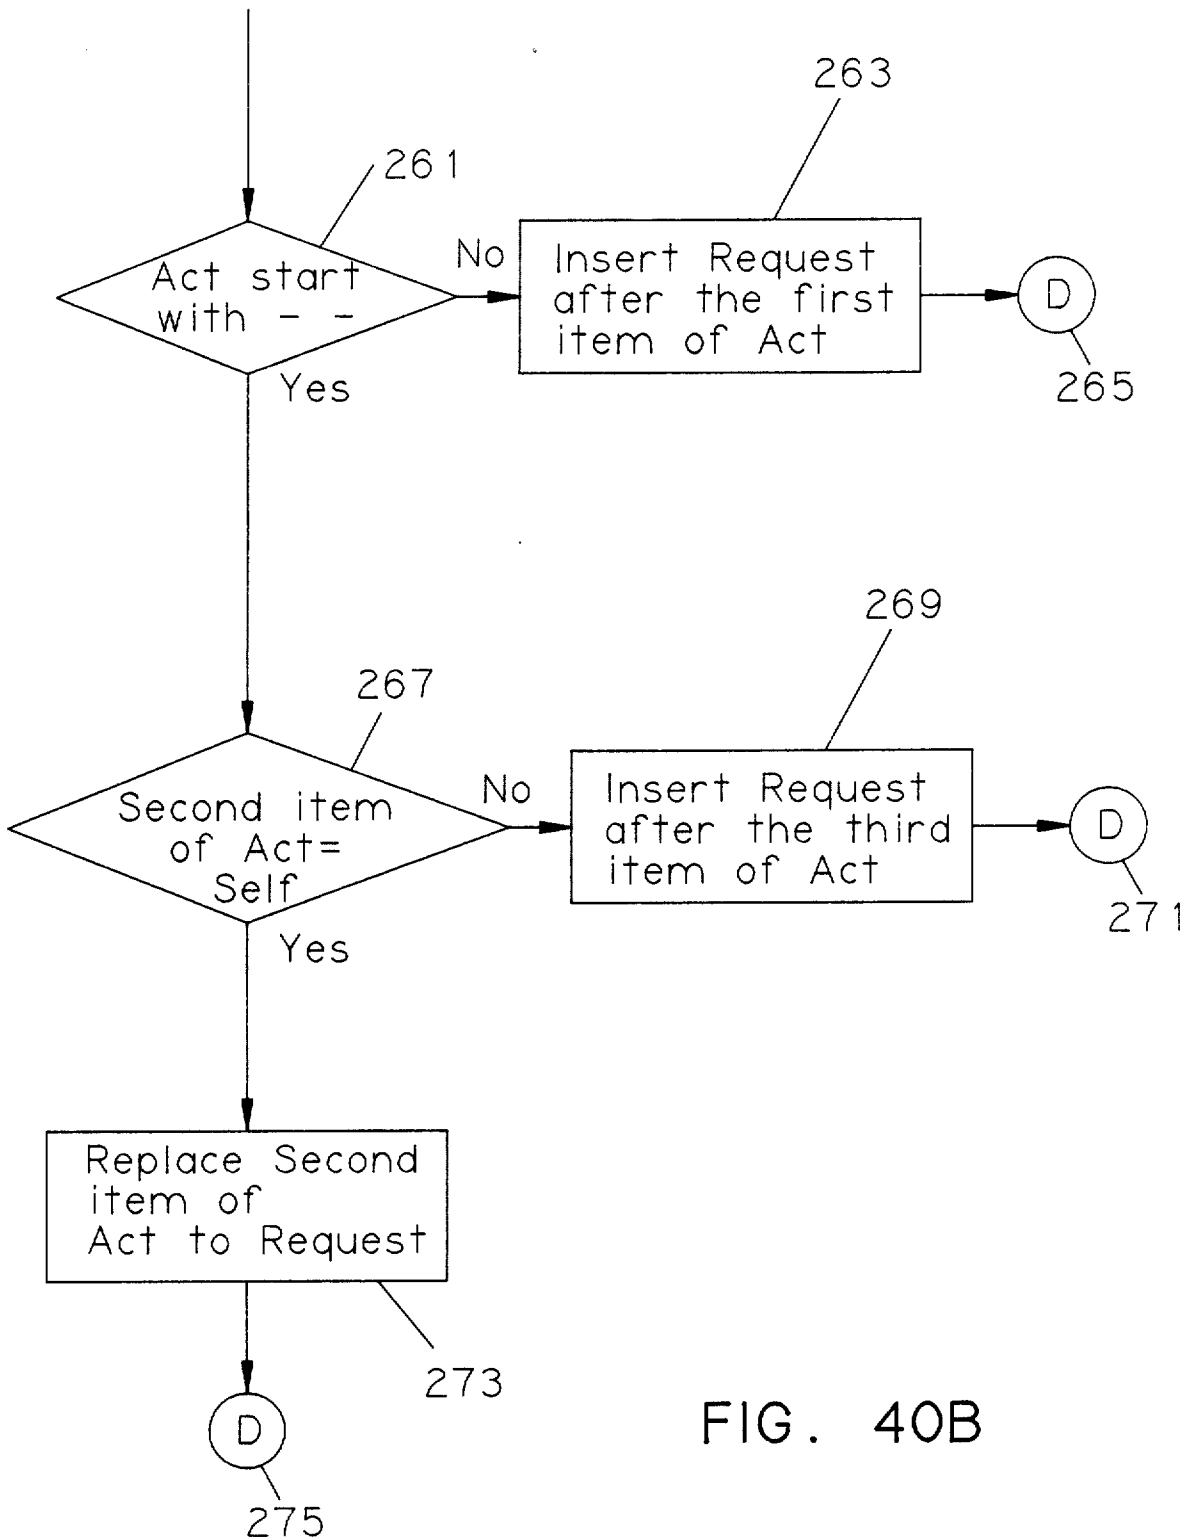 263
261
Act start
with - -
No
Insert Request
after the first
item of Act
D
265
Yes
269
267
Second item
of Act=
Self
No
Insert Request
after the third
item of Act
D
271
Yes
Replace Second
item of
Act to Request
273
D
275
FIG. 40B